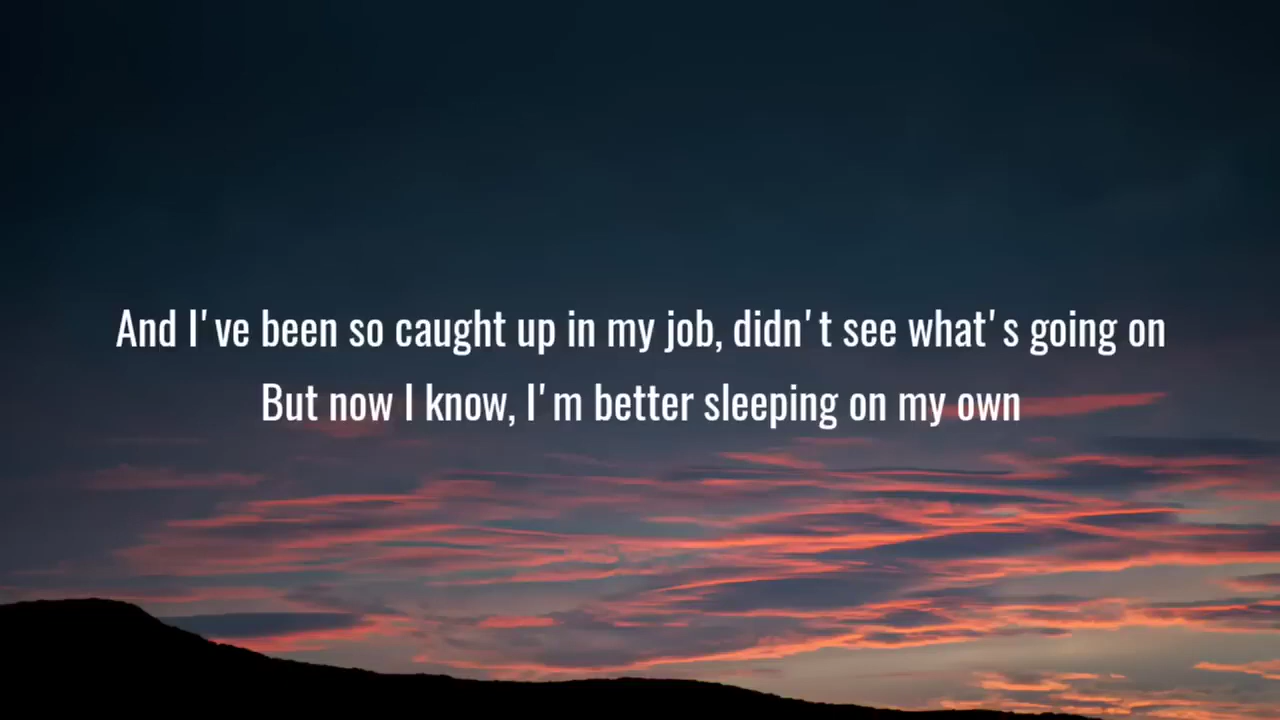 And I've been so caught up in my job, didn't see what's going on
But now I know, I'm better sleeping on my own